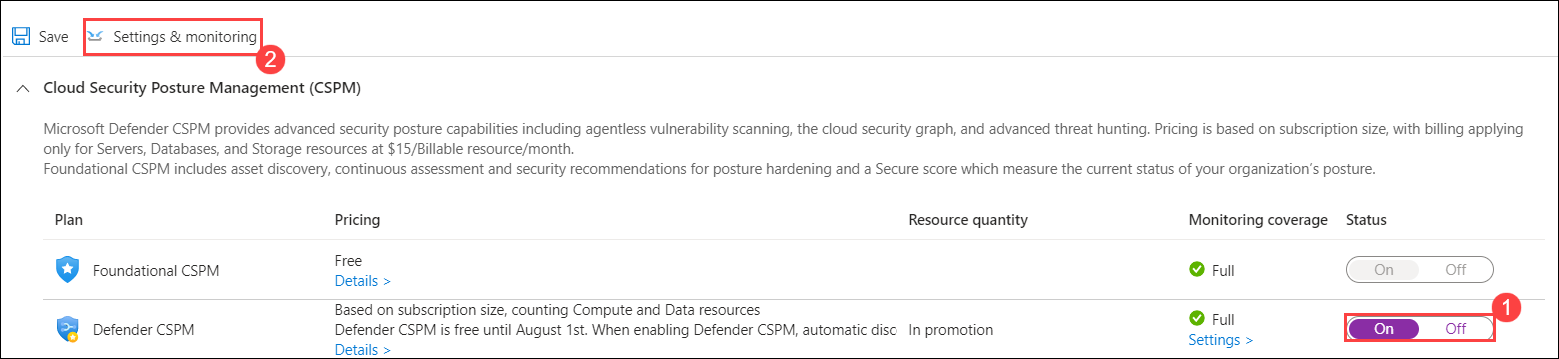 Save
Settings & monitoring
2
Cloud Security Posture Management (CSPM)
Microsoft Defender CSPM provides advanced security posture capabilities including agentless vulnerability scanning, the cloud security graph, and advanced threat hunting. Pricing is based on subscription size, with billing applying
only for Servers, Databases, and Storage resources at $15/Billable resource/month.
Foundational CSPM includes asset discovery, continuous assessment and security recommendations for posture hardening and a Secure score which measure the current status of your organization's posture.
Plan Pricing Resource quantity Monitoring coverage Status
Foundational CSPM
Free
Details >
Full
On Off
1
Defender CSPM
Based on subscription size, counting Compute and Data resources
Defender CSPM is free until August 1st. When enabling Defender CSPM, automatic disc
Details >
In promotion
Full
Settings >
On Off